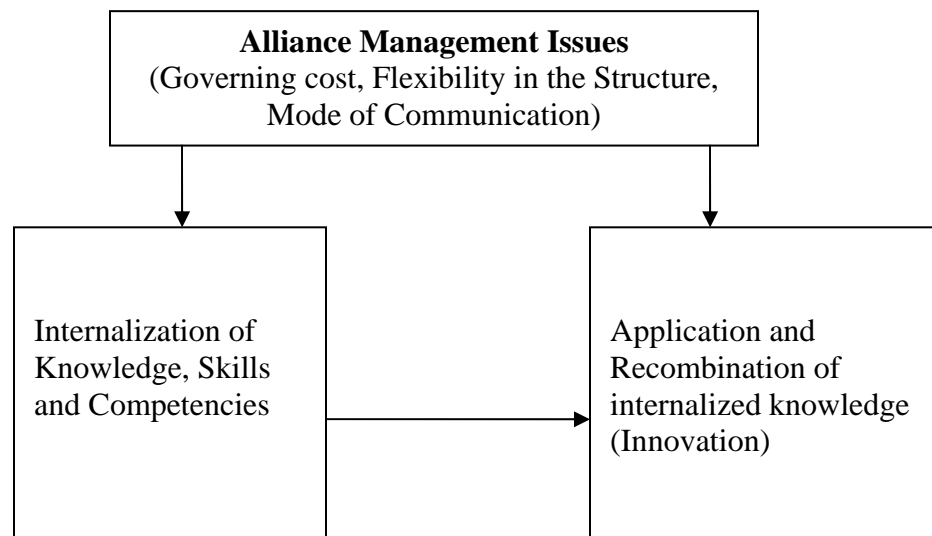 Alliance Management Issues
(Governing cost, Flexibility in the Structure,
Mode of Communication)
Internalization of
Knowledge, Skills
and Competencies
Application and
Recombination of
internalized knowledge
(Innovation)